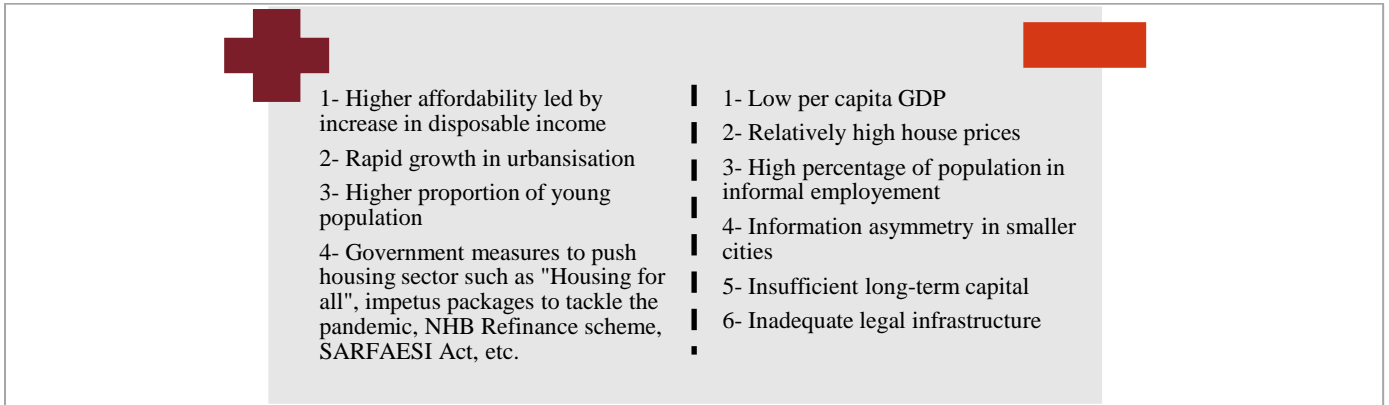 1- Higher affordability led by
increase in disposable income
2- Rapid growth in urbansisation
3- Higher proportion of young
population
4- Government measures to push
housing sector such as "Housing for
all", impetus packages to tackle the
pandemic, NHB Refinance scheme,
SARFAESI Act, etc.
1- Low per capita GDP
2- Relatively high house prices
3- High percentage of population in
informal employement
4- Information asymmetry in smaller
cities
5- Insufficient long-term capital
6- Inadequate legal infrastructure